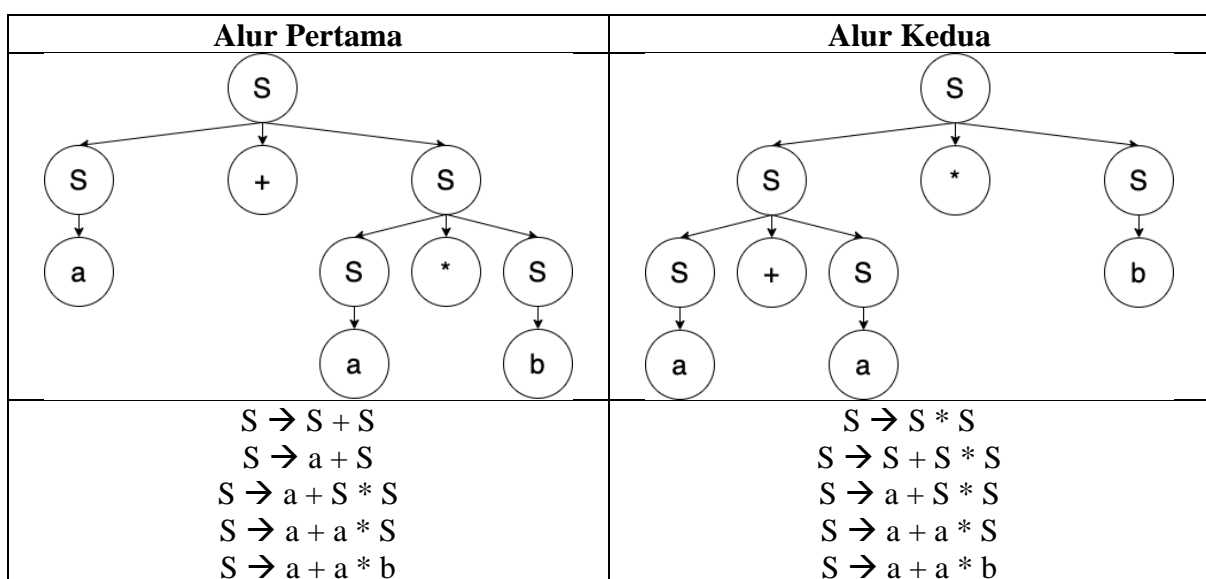 Alur Pertama
S
S + S
a S * S
a b
S → S + S
S → a + S
S → a + S * S
S → a + a * S
S → a + a * b
Alur Kedua
S
S * S
S + S b
a a
S → S * S
S → S + S * S
S → a + S * S
S → a + a * S
S → a + a * b